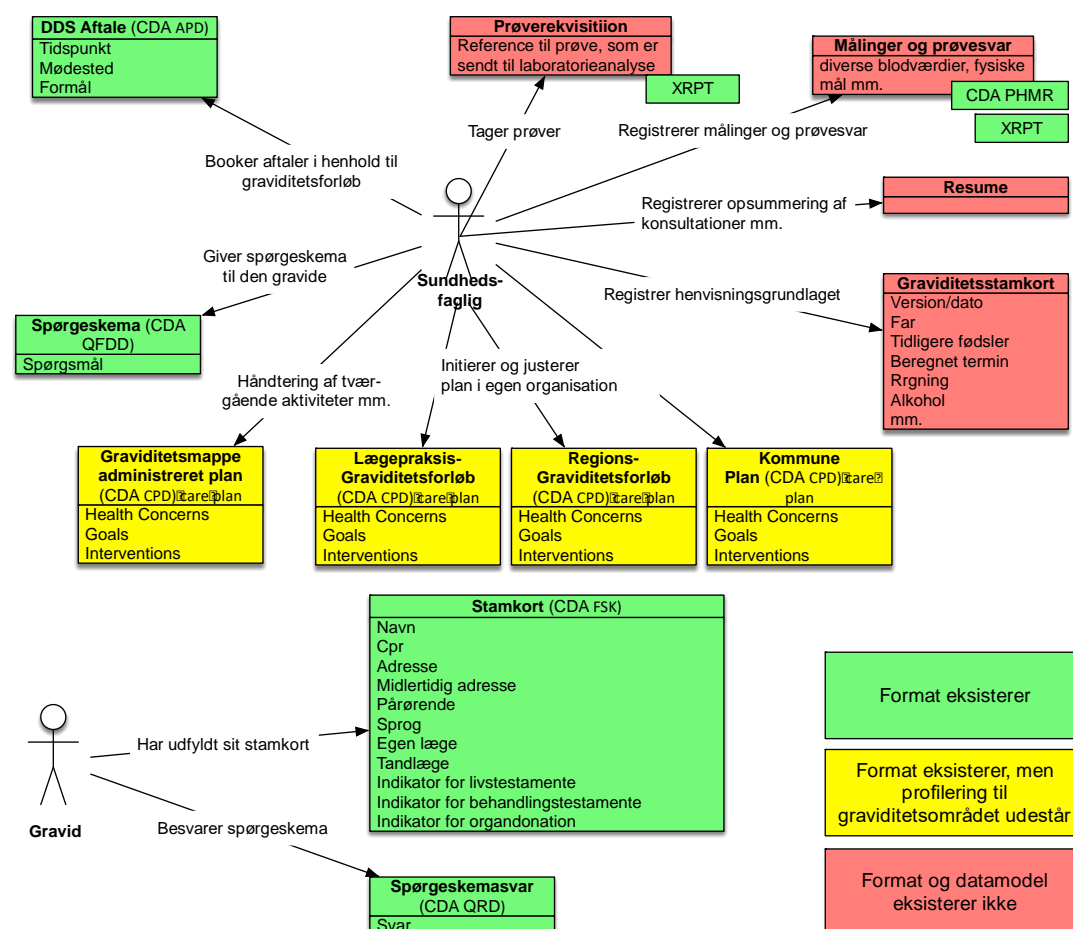 DDS Aftale (CDA APD)
Tidspunkt
Mødested
Formål
Prøverekvisitiion
Reference til prøve, som er
sendt til laboratorieanalyse
XRPT
Målinger og prøvesvar
diverse blodværdier, fysiske
mål mm.
CDA PHMR
XRPT
Tager prøver
Registrerer målinger og prøvesvar
Booker aftaler i henhold til
graviditetsforløb
Resume
Registrerer opsummering af
konsultationer mm.
Giver spørgeskema
til den gravide
Sundheds-
faglig
Registrer henvisningsgrundlaget
Graviditetsstamkort
Version/dato
Far
Tidligere fødsler
Beregnet termin
Rrgning
Alkohol
mm.
Spørgeskema (CDA
QFDD)
Spørgsmål
Håndtering af tvær-
gående aktiviteter mm.
Initierer og justerer
plan i egen organisation
Graviditetsmappe
administreret plan
(CDA CPD) care plan
Health Concerns
Goals
Interventions
Lægepraksis-
Graviditetsforløb
(CDA CPD) care plan
Health Concerns
Goals
Interventions
Regions-
Graviditetsforløb
(CDA CPD) care plan
Health Concerns
Goals
Interventions
Kommune
Plan (CDA CPD) care
plan
Health Concerns
Goals
Interventions
Stamkort (CDA FSK)
Navn
Cpr
Adresse
Midlertidig adresse
Pårørende
Sprog
Egen læge
Tandlæge
Indikator for livstestamente
Indikator for behandlingstestamente
Indikator for organdonation
Har udfyldt sit stamkort
Gravid
Besvarer spørgeskema
Spørgeskemasvar
(CDA QRD)
Svar
Format eksisterer
Format eksisterer, men
profilering til
graviditetsområdet udestår
Format og datamodel
eksisterer ikke